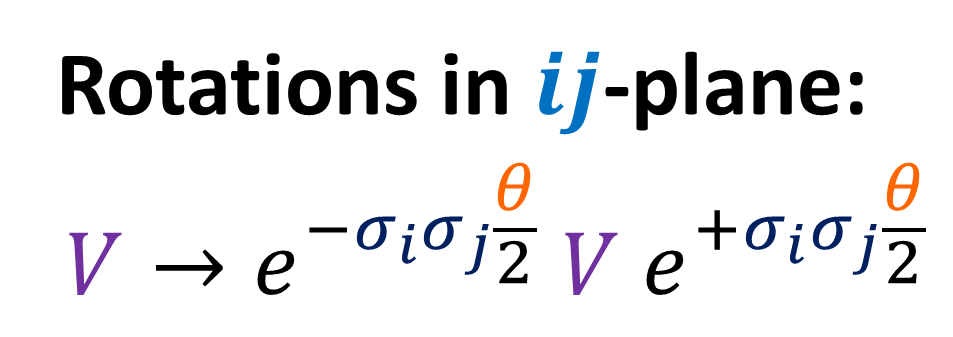 Rotations in ij-plane:
V → e^{-σ_iσ_j θ/2} V e^{+σ_iσ_j θ/2}